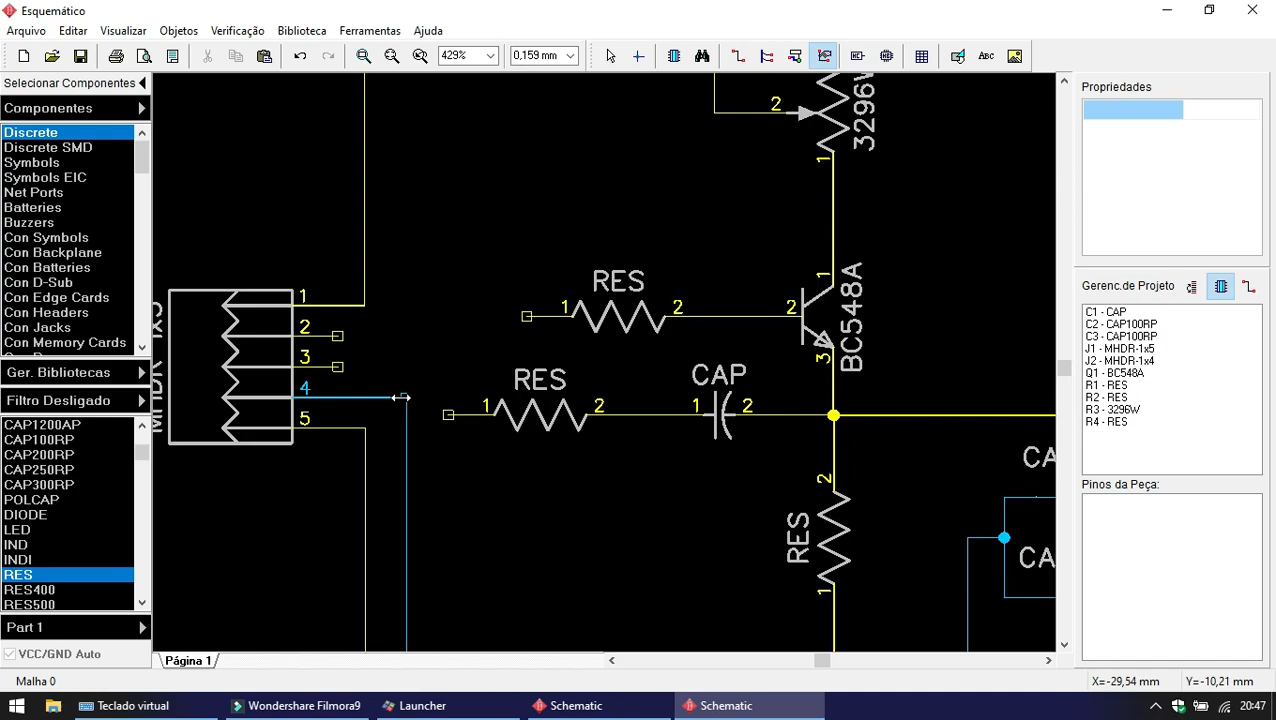 Esquemático
Arquivo Editar Visualizar Objetos Verificação Biblioteca Ferramentas Ajuda
429% 0,159 mm Abc
Selecionar Componentes
Componentes
Discrete
Discrete SMD
Symbols
Symbols EIC
Net Ports
Batteries
Buzzers
Con Symbols
Con Backplane
Con Batteries
Con D-Sub
Con Edge Cards
Con Headers
Con Jacks
Con Memory Cards
Ger. Bibliotecas
Filtro Desligado
CAP1200AP
CAP100RP
CAP200RP
CAP250RP
CAP300RP
POLCAP
DIODE
LED
IND
INDI
RES
RES400
RES500
Part 1
VCC/GND Auto
2
3296W
1
RES
1
2
2
1
BC548A
3
1
2
3
4
5
RES
1
2
CAP
1
2
2
RES
1
CA
CA
Página 1
Propriedades
Gerenc.de Projeto
C1 - CAP
C2 - CAP100RP
C3 - CAP100RP
J1 - MHDR-1x5
J2 - MHDR-1x4
Q1 - BC548A
R1 - RES
R2 - RES
R3 - 3296W
R4 - RES
Pinos da Peça:
Malha 0
X=-29,54 mm Y=-10,21 mm
Teclado virtual Wondershare Filmora9 Launcher Schematic Schematic 20:47